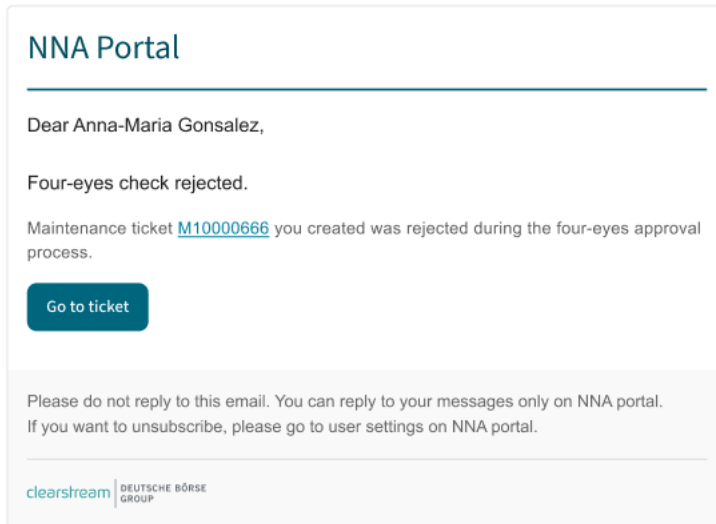 NNA Portal
Dear Anna-Maria Gonsalez,
Four-eyes check rejected.
Maintenance ticket M10000666 you created was rejected during the four-eyes approval
process.
Go to ticket
Please do not reply to this email. You can reply to your messages only on NNA portal.
If you want to unsubscribe, please go to user settings on NNA portal.
clearstream
DEUTSCHE BÖRSE
GROUP